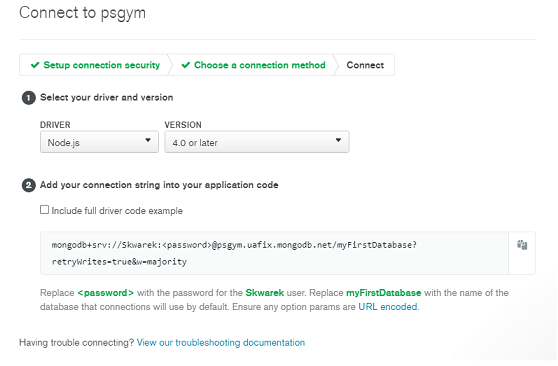 Connect to psgym
✔ Setup connection security
✔ Choose a connection method
Connect
1 Select your driver and version
DRIVER VERSION
Node.js 4.0 or later
2 Add your connection string into your application code
Include full driver code example
mongodb+srv://Skwarek:<password>@psgym.uafix.mongodb.net/myFirstDatabase?
retryWrites=true&w=majority
Replace <password> with the password for the Skwarek user. Replace myFirstDatabase with the name of the
database that connections will use by default. Ensure any option params are URL encoded.
Having trouble connecting? View our troubleshooting documentation